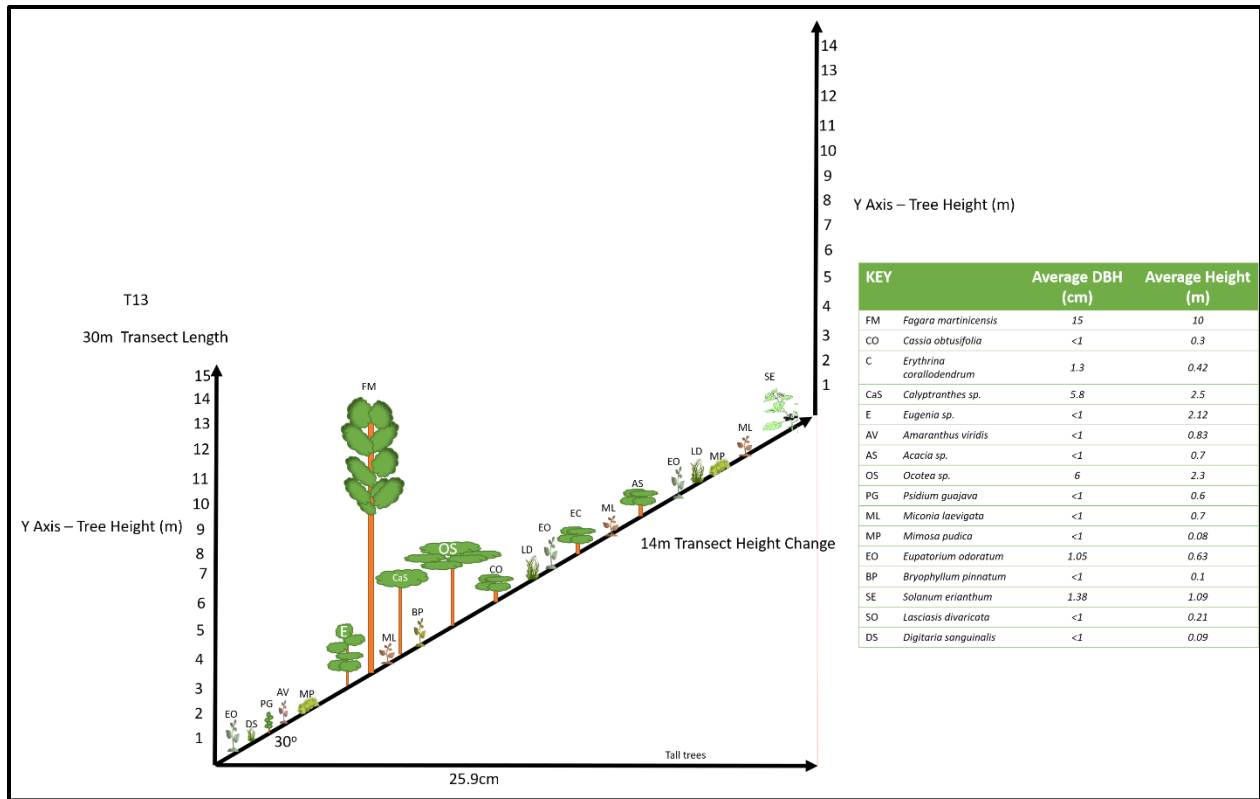 14
13
12
11
10
9
8
7
6
5
4
3
2
1
Y Axis – Tree Height (m)
T13
30m Transect Length
15
14
13
12
11
10
9
8
7
6
5
4
3
2
1
Y Axis – Tree Height (m)
EO
DS
PG
AV
MP
E
FM
ML
CaS
BP
OS
CO
LD
EO
EC
ML
AS
EO
LD
MP
ML
SE
14m Transect Height Change
30°
Tall trees
25.9cm
KEY Average DBH (cm) Average Height (m)
FM Fagara martinicensis 15 10
CO Cassia obtusifolia <1 0.3
C Erythrina corallodendrum 1.3 0.42
CaS Calyptranthes sp. 5.8 2.5
E Eugenia sp. <1 2.12
AV Amaranthus viridis <1 0.83
AS Acacia sp. <1 0.7
OS Ocotea sp. 6 2.3
PG Psidium guajava <1 0.6
ML Miconia laevigata <1 0.7
MP Mimosa pudica <1 0.08
EO Eupatorium odoratum 1.05 0.63
BP Bryophyllum pinnatum <1 0.1
SE Solanum erianthum 1.38 1.09
SO Lasciasis divaricata <1 0.21
DS Digitaria sanguinalis <1 0.09